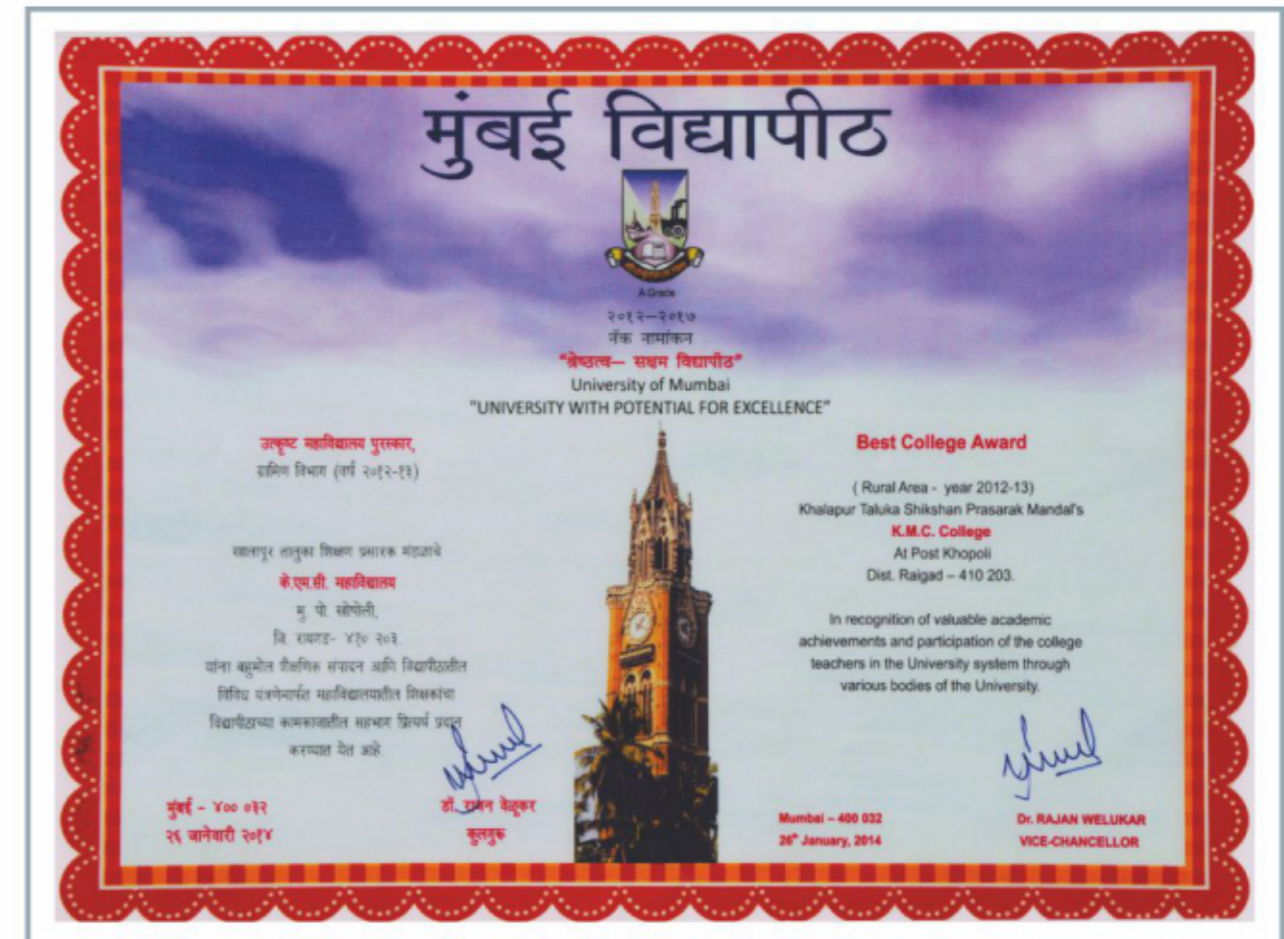 मुंबई विद्यापीठ
A Grade
२०१२–२०१७
नॅक नामांकन
"श्रेष्ठत्व– सक्षम विद्यापीठ"
University of Mumbai
"UNIVERSITY WITH POTENTIAL FOR EXCELLENCE"
उत्कृष्ट महाविद्यालय पुरस्कार,
ग्रामिण विभाग (वर्ष २०१२-१३)
खालापूर तालुका शिक्षण प्रसारक मंडळाचे
के.एम.सी. महाविद्यालय
मु. पो. खोपोली,
जि. रायगड- ४१० २०३.
यांना बहुमोल शैक्षणिक संपादन आणि विद्यापीठातील
विविध यंत्रणेमार्फत महाविद्यालयातील शिक्षकांचा
विद्यापीठाच्या कामकाजातील सहभाग प्रित्यर्थ प्रदान
करण्यात येत आहे.
मुंबई – ४०० ०३२
२६ जानेवारी २०१४
डॉ. राजन वेळूकर
कुलगुरू
Best College Award
( Rural Area - year 2012-13)
Khalapur Taluka Shikshan Prasarak Mandal's
K.M.C. College
At Post Khopoli
Dist. Raigad – 410 203.
In recognition of valuable academic
achievements and participation of the college
teachers in the University system through
various bodies of the University.
Mumbai – 400 032
26th January, 2014
Dr. RAJAN WELUKAR
VICE-CHANCELLOR